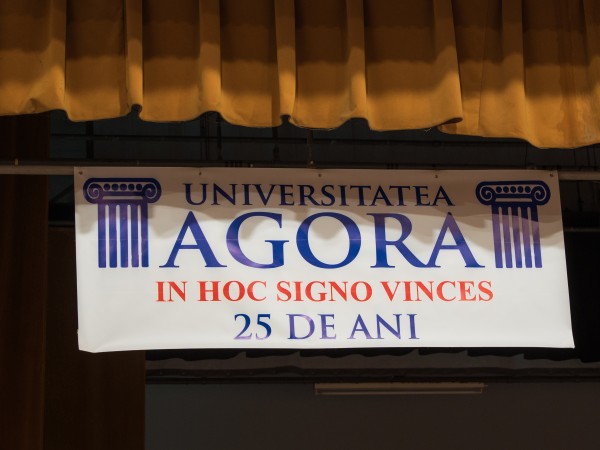 UNIVERSITATEA
AGORA
IN HOC SIGNO VINCES
25 DE ANI